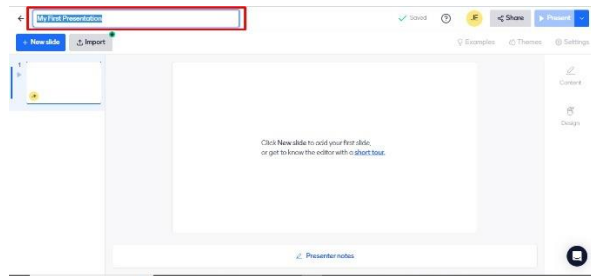 My First Presentation
Saved
JF
Share
Present
+ New slide
Import
Examples
Themes
Settings
1
JF
Content
Design
Click New slide to add your first slide,
or get to know the editor with a short tour.
Presenter notes